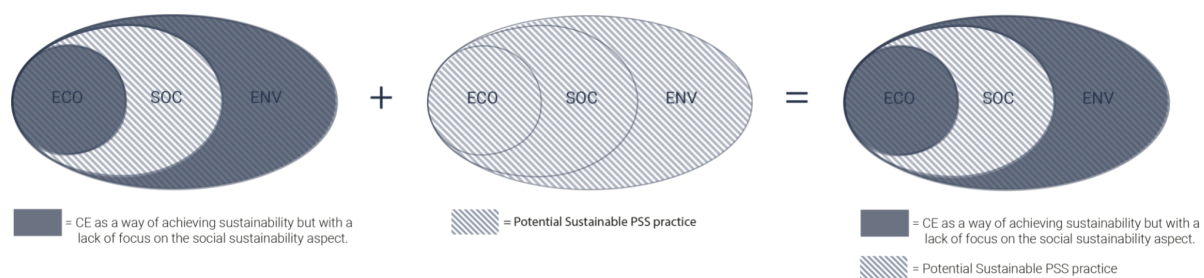 ECO SOC ENV + ECO SOC ENV = ECO SOC ENV
= CE as a way of achieving sustainability but with a
lack of focus on the social sustainability aspect.
= Potential Sustainable PSS practice
= CE as a way of achieving sustainability but with a
lack of focus on the social sustainability aspect.
= Potential Sustainable PSS practice